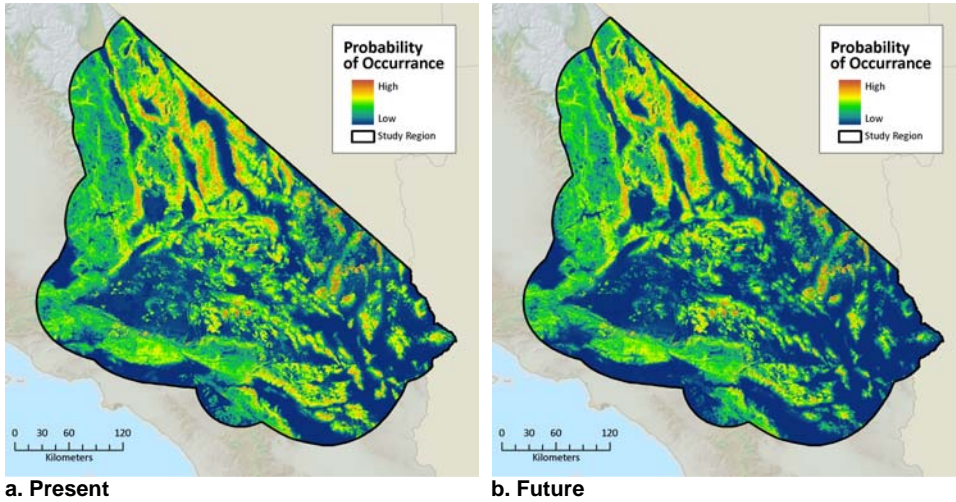 Probability
of Occurrance
High
Low
Study Region
0 30 60 120
Kilometers
a. Present
Probability
of Occurrance
High
Low
Study Region
0 30 60 120
Kilometers
b. Future